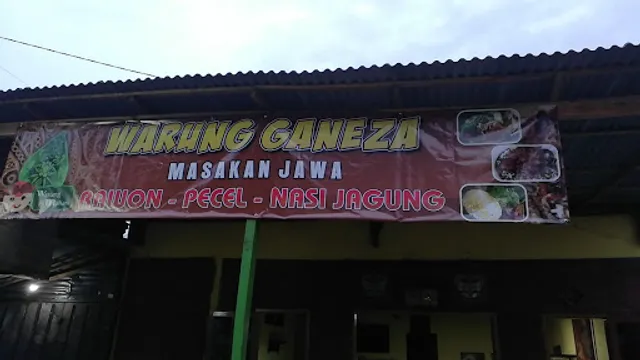 WARUNG GANEZA
MASAKAN JAWA
RAWON - PECEL - NASI JAGUNG